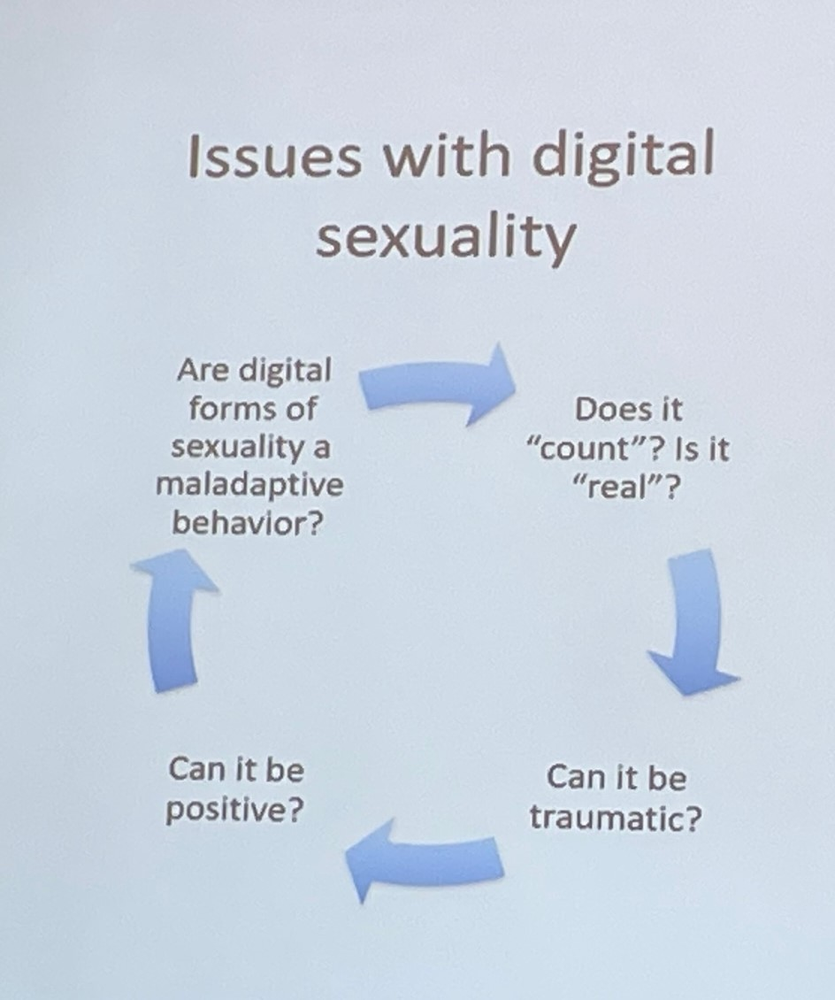 Issues with digital
sexuality
Are digital
forms of
sexuality a
maladaptive
behavior?
Does it
“count”? Is it
“real”?
Can it be
traumatic?
Can it be
positive?